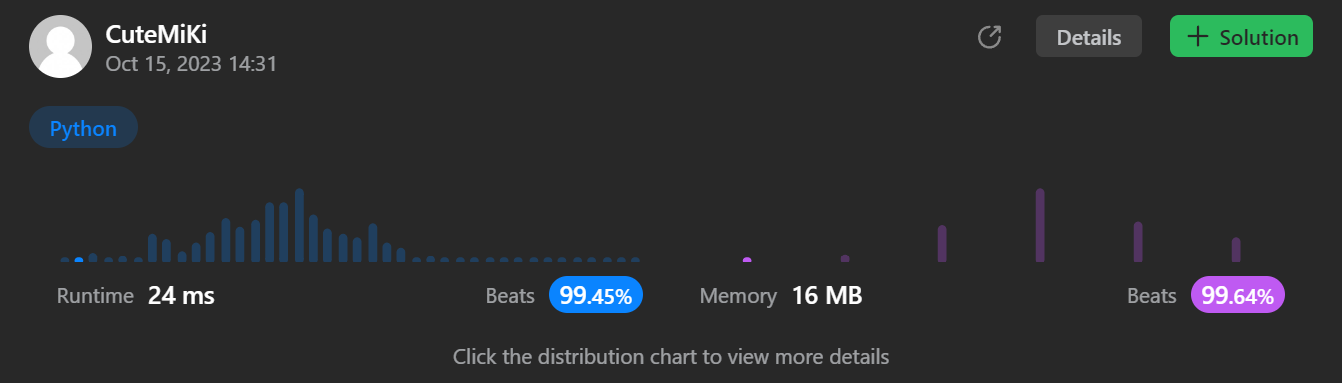 CuteMiKi
Oct 15, 2023 14:31
Details
+ Solution
Python
Runtime 24 ms Beats 99.45%
Memory 16 MB Beats 99.64%
Click the distribution chart to view more details